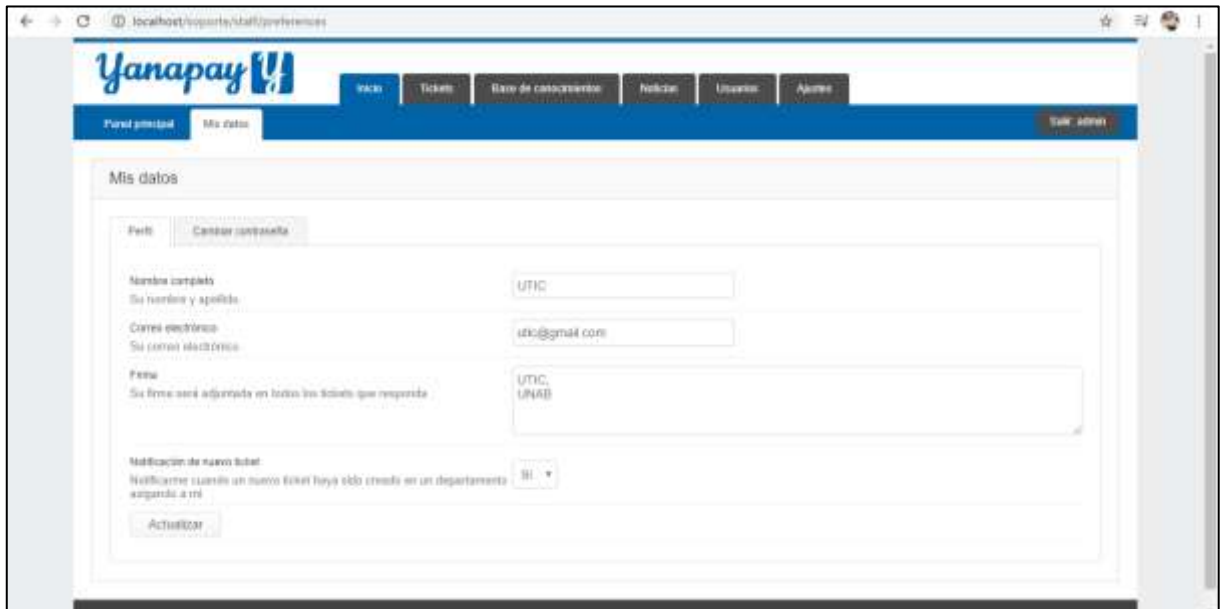 localhost/soporte/staff/preferences
Yanapay y
Inicio Tickets Base de conocimientos Noticias Usuarios Ajustes
Panel principal Mis datos Salir: admin
Mis datos
Perfil Cambiar contraseña
Nombre completo
Su nombre y apellido
UTIC
Correo electrónico
Su correo electrónico
utic@gmail.com
Firma
Su firma será adjuntada en todos los tickets que responda
UTIC,
UNAB
Notificación de nuevo ticket
Notificarme cuando un nuevo ticket haya sido creado en un departamento
a mí
Actualizar